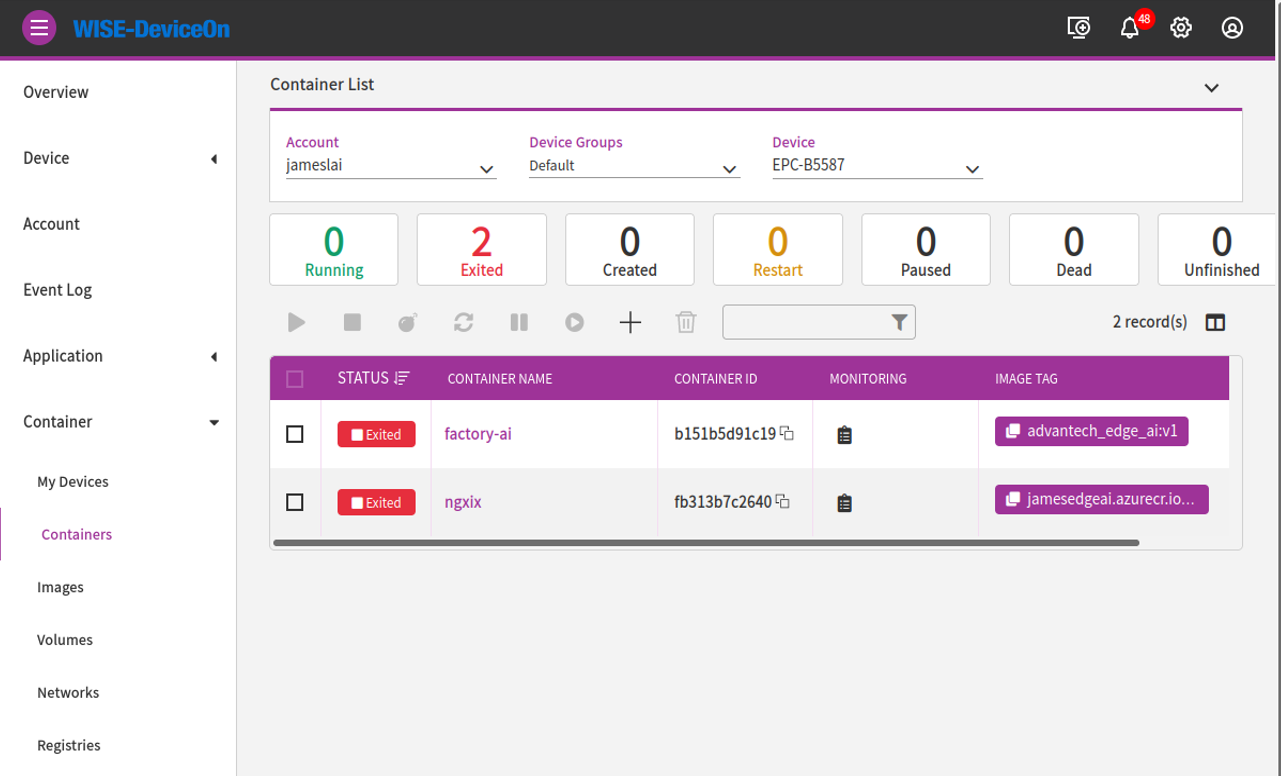 WISE-DeviceOn
48
Overview
Device
Account
Event Log
Application
Container
My Devices
Containers
Images
Volumes
Networks
Registries
Container List
Account Device Groups Device
jameslai Default EPC-B5587
0 2 0 0 0 0 0
Running Exited Created Restart Paused Dead Unfinished
2 record(s)
STATUS CONTAINER NAME CONTAINER ID MONITORING IMAGE TAG
Exited factory-ai b151b5d91c19 advantech_edge_ai:v1
Exited ngxix fb313b7c2640 jamesedgeai.azurecr.io...